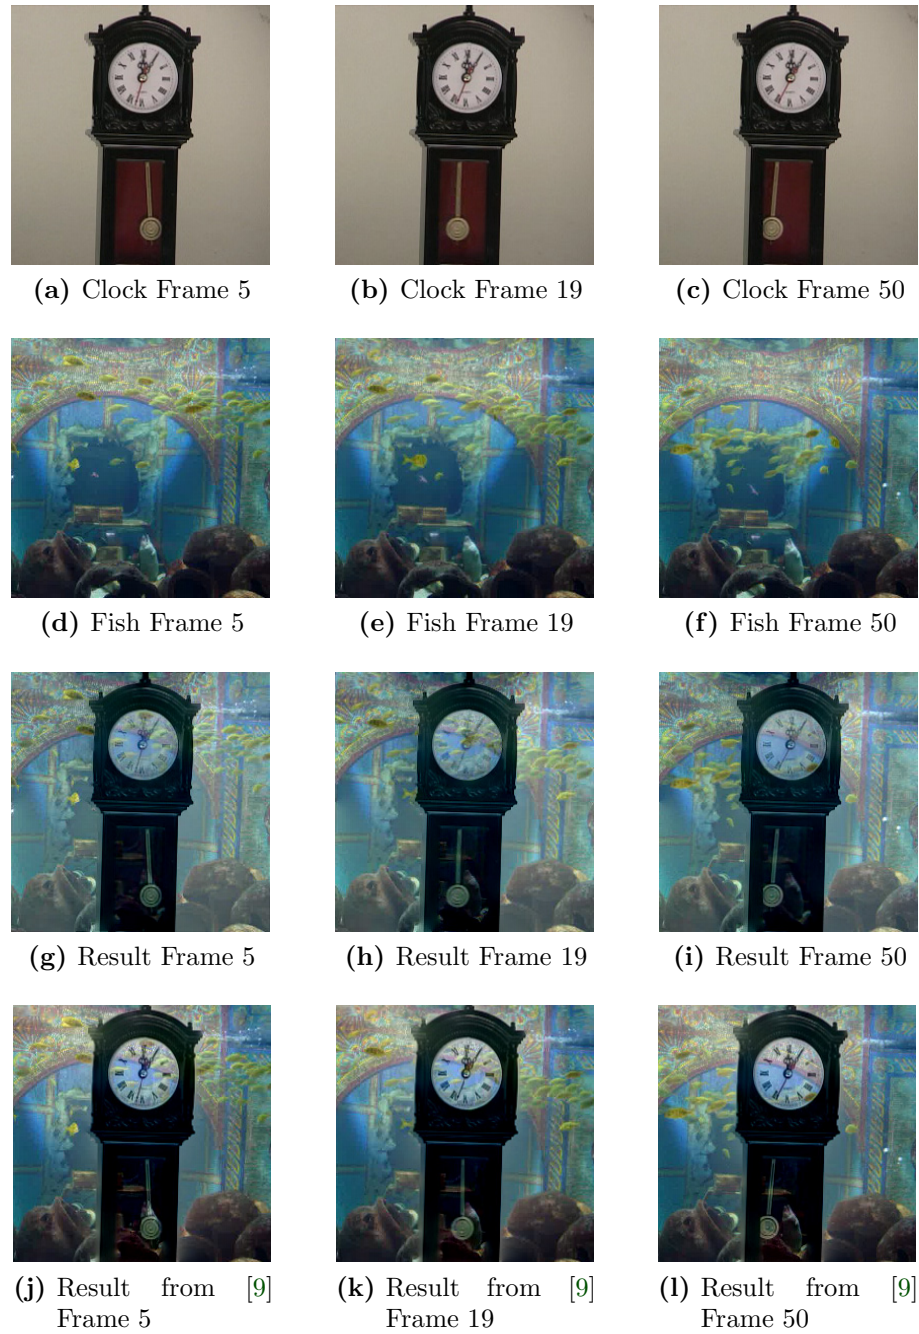 (a) Clock Frame 5
(b) Clock Frame 19
(c) Clock Frame 50
(d) Fish Frame 5
(e) Fish Frame 19
(f) Fish Frame 50
(g) Result Frame 5
(h) Result Frame 19
(i) Result Frame 50
(j) Result from [9]
Frame 5
(k) Result from [9]
Frame 19
(l) Result from [9]
Frame 50